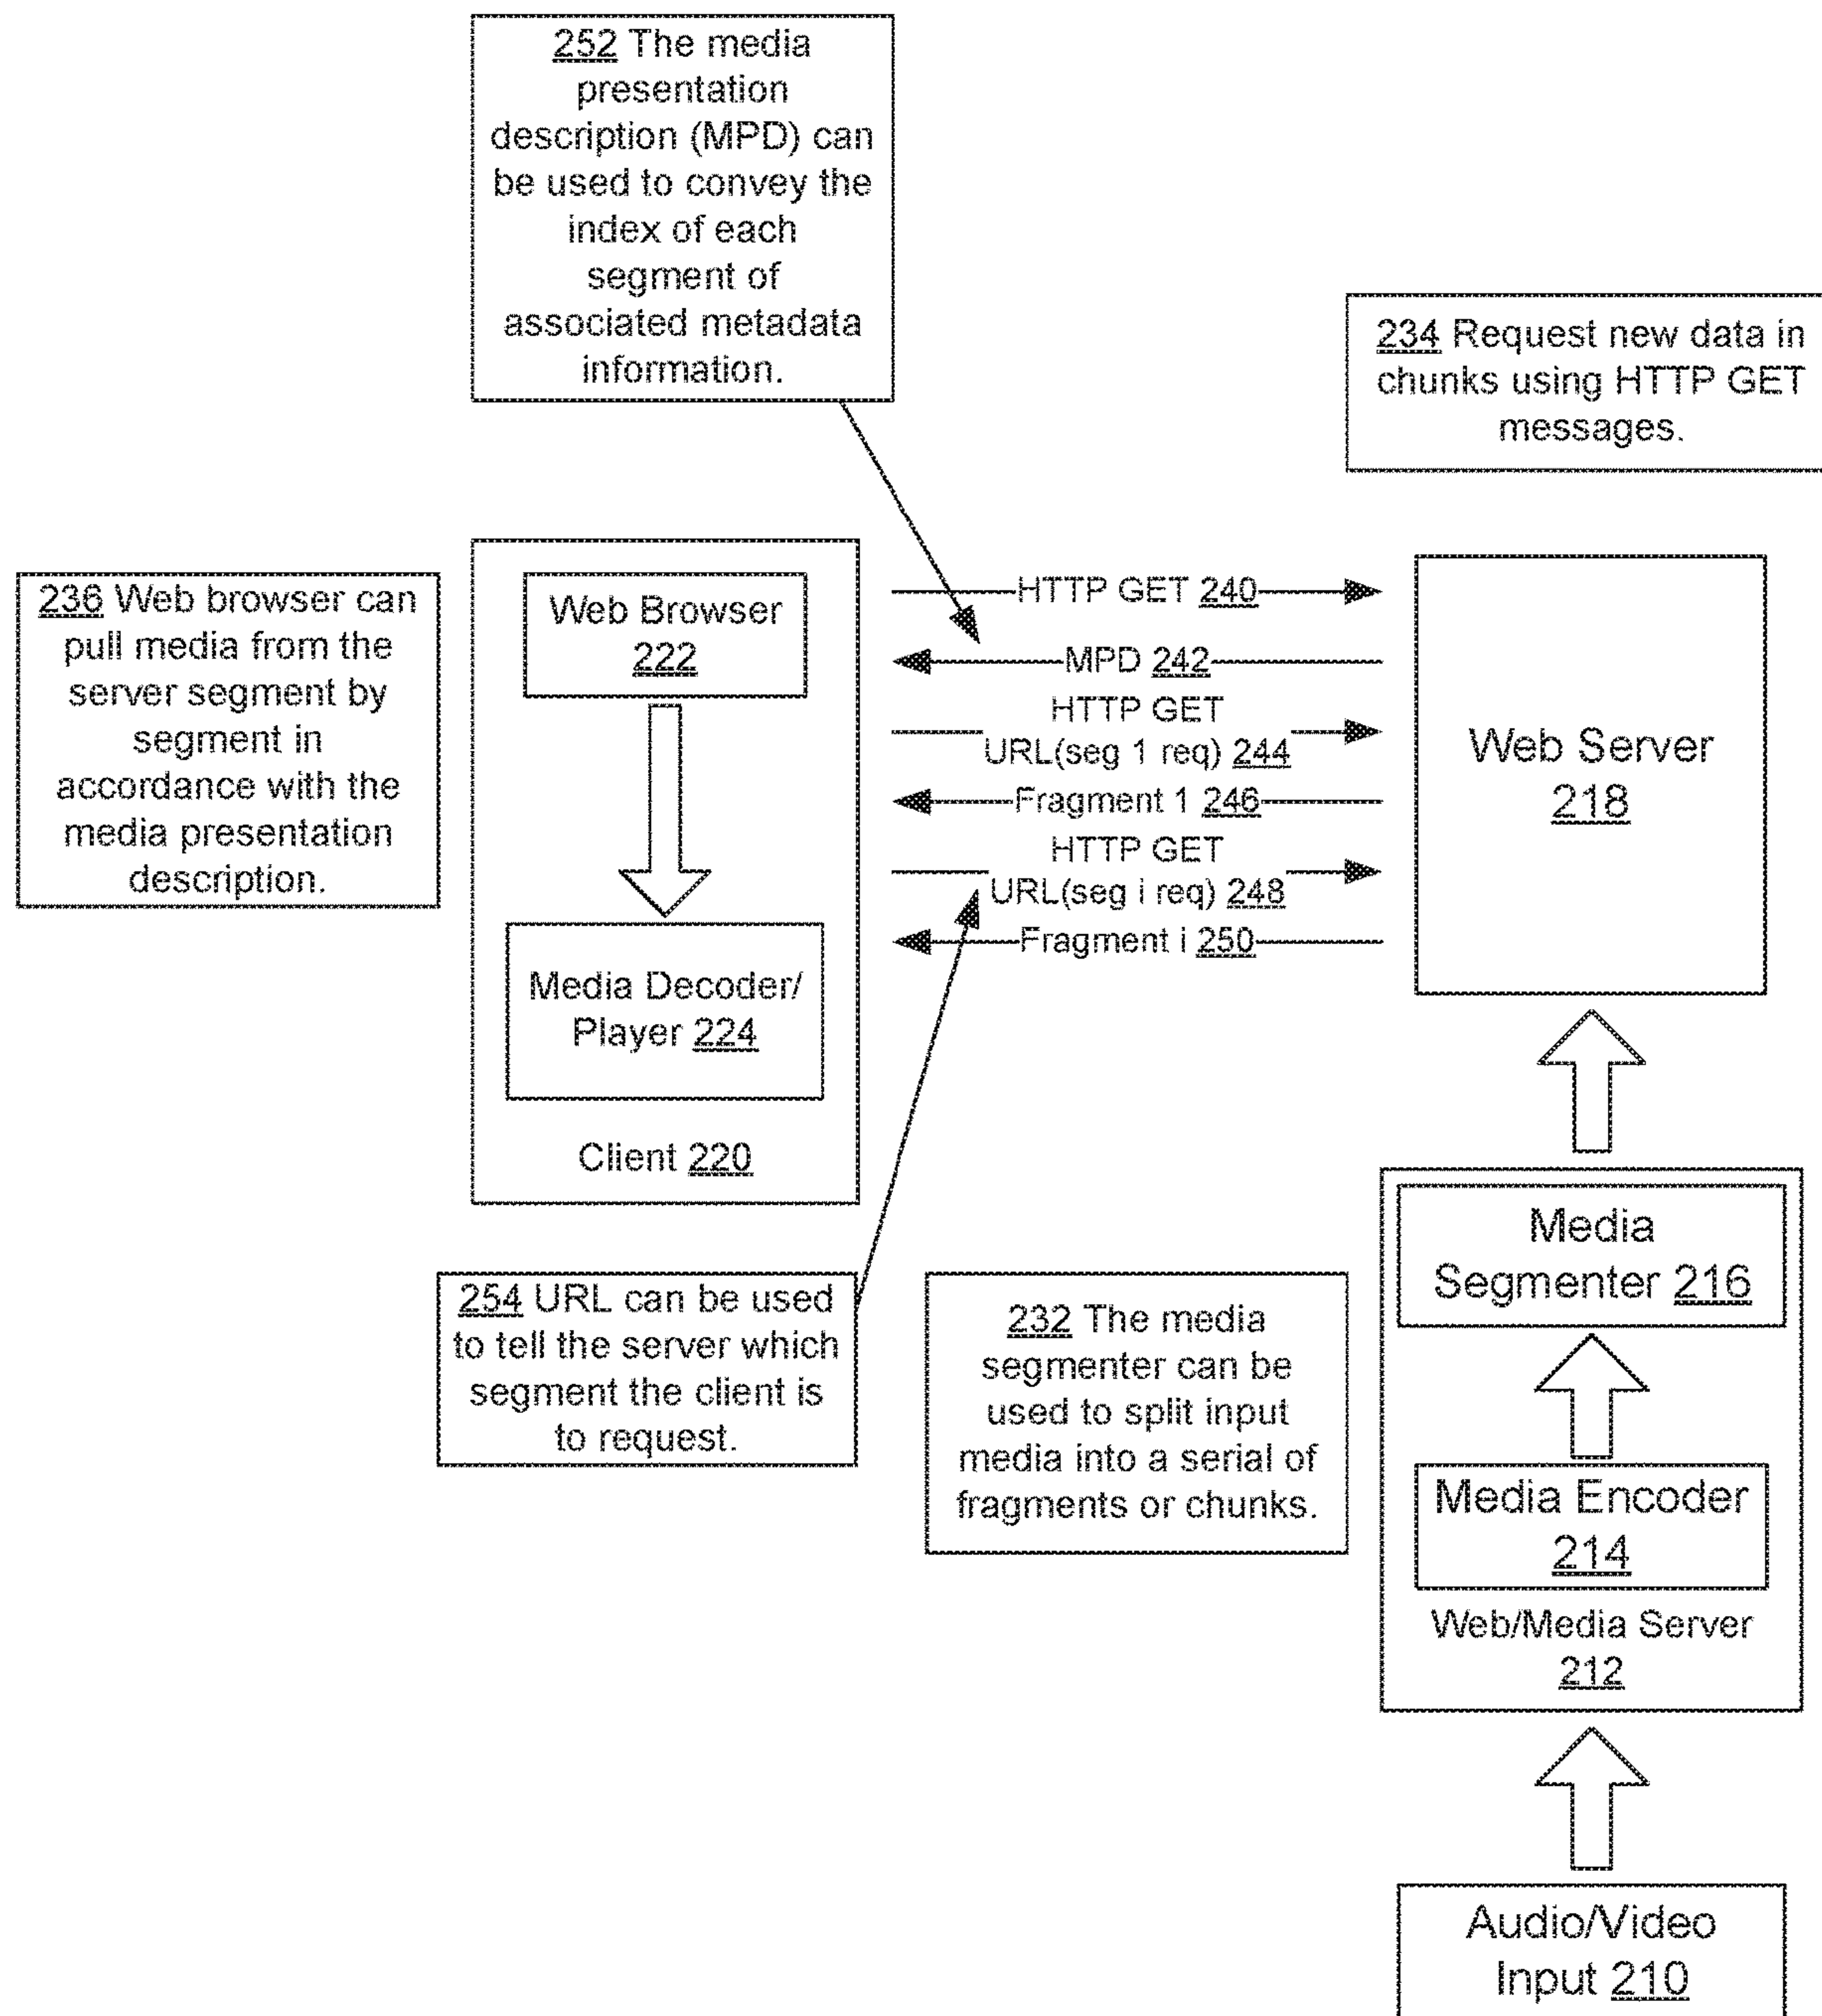 252 The media
presentation
description (MPD) can
be used to convey the
index of each
segment of
associated metadata
information.
234 Request new data in
chunks using HTTP GET
messages.
236 Web browser can
pull media from the
server segment by
segment in
accordance with the
media presentation
description.
Web Browser
222
Media Decoder/
Player 224
Client 220
HTTP GET 240
MPD 242
HTTP GET
URL(seg 1 req) 244
Fragment 1 246
HTTP GET
URL(seg i req) 248
Fragment i 250
Web Server
218
254 URL can be used
to tell the server which
segment the client is
to request.
232 The media
segmenter can be
used to split input
media into a serial of
fragments or chunks.
Media
Segmenter 216
Media Encoder
214
Web/Media Server
212
Audio/Video
Input 210